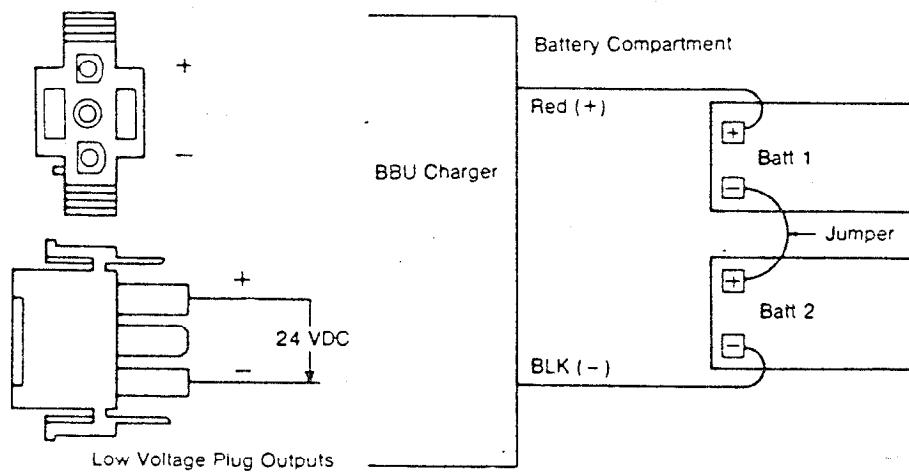 +
−
+
24 VDC
−
Low Voltage Plug Outputs
BBU Charger
Battery Compartment
Red (+)
+
Batt 1
−
Jumper
+
Batt 2
−
BLK (−)